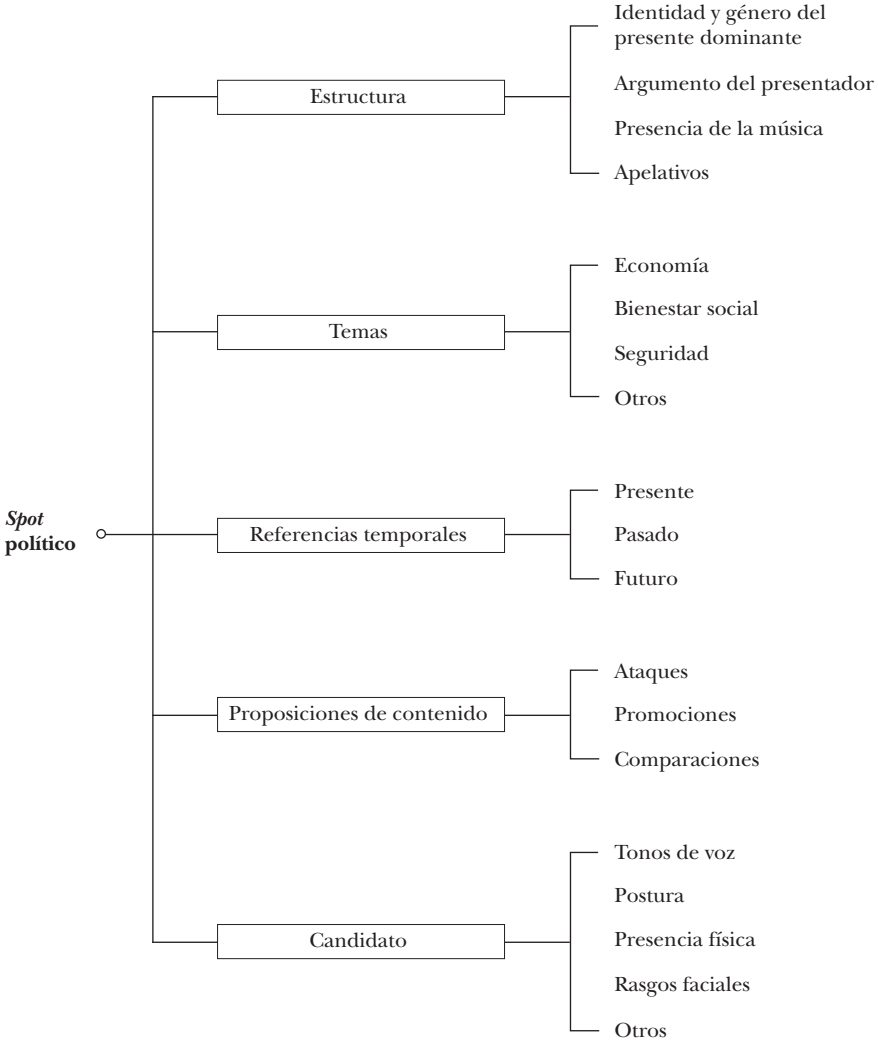 Identidad y género del
presente dominante
Estructura
Argumento del presentador
Presencia de la música
Apelativos
Economía
Bienestar social
Temas
Seguridad
Otros
Spot
político
Presente
Referencias temporales
Pasado
Futuro
Ataques
Proposiciones de contenido
Promociones
Comparaciones
Tonos de voz
Postura
Candidato
Presencia física
Rasgos faciales
Otros